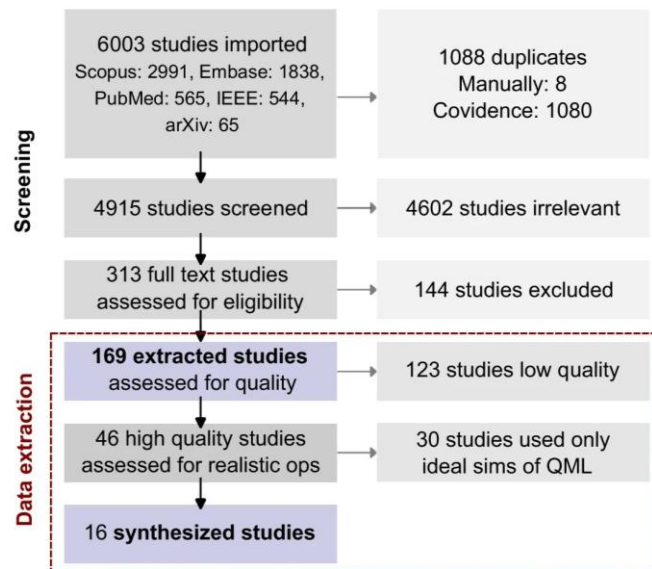 Screening
6003 studies imported
Scopus: 2991, Embase: 1838,
PubMed: 565, IEEE: 544,
arXiv: 65
1088 duplicates
Manually: 8
Covidence: 1080
4915 studies screened
4602 studies irrelevant
313 full text studies
assessed for eligibility
144 studies excluded
Data extraction
169 extracted studies
assessed for quality
123 studies low quality
46 high quality studies
assessed for realistic ops
30 studies used only
ideal sims of QML
16 synthesized studies